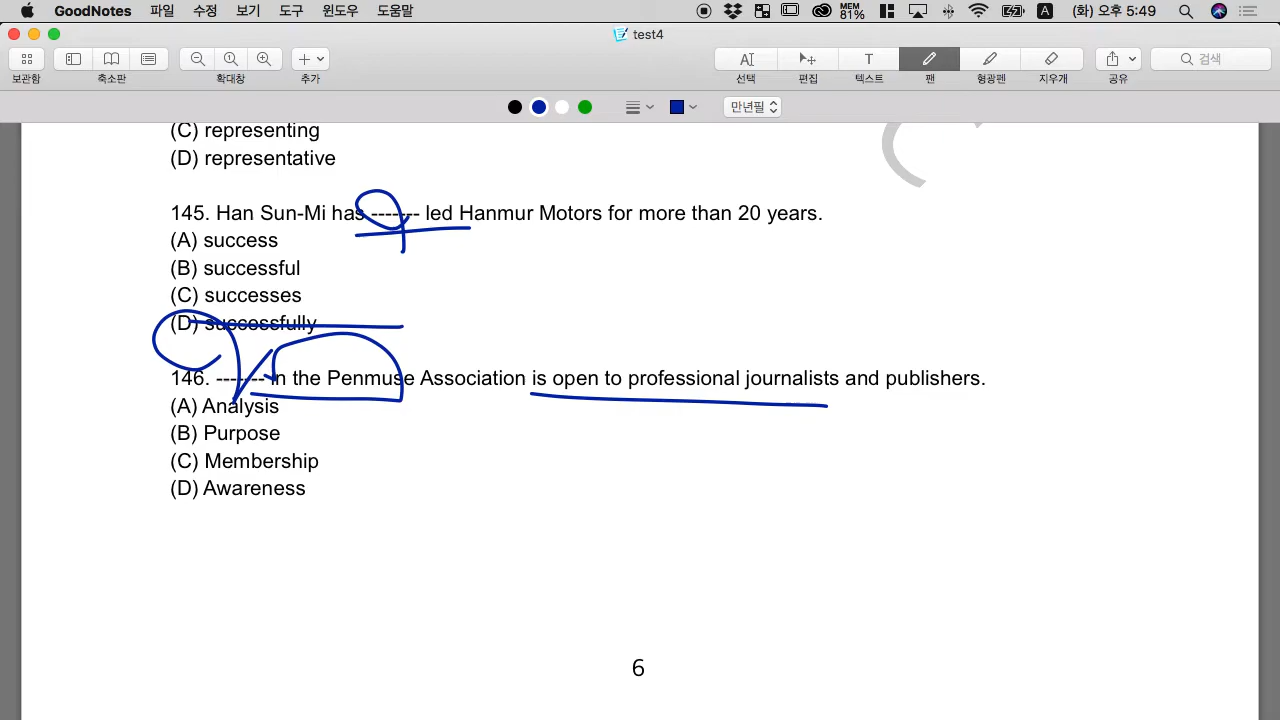 GoodNotes 파일 수정 보기 도구 윈도우 도움말 MEM 81% A (화) 오후 5:49
test4
보관함 축소판 확대창 추가 선택 편집 텍스트 펜 형광펜 지우개 공유 검색
만년필
(C) representing
(D) representative
145. Han Sun-Mi has ------- led Hanmur Motors for more than 20 years.
(A) success
(B) successful
(C) successes
(D) successfully
146. ------- in the Penmuse Association is open to professional journalists and publishers.
(A) Analysis
(B) Purpose
(C) Membership
(D) Awareness
6